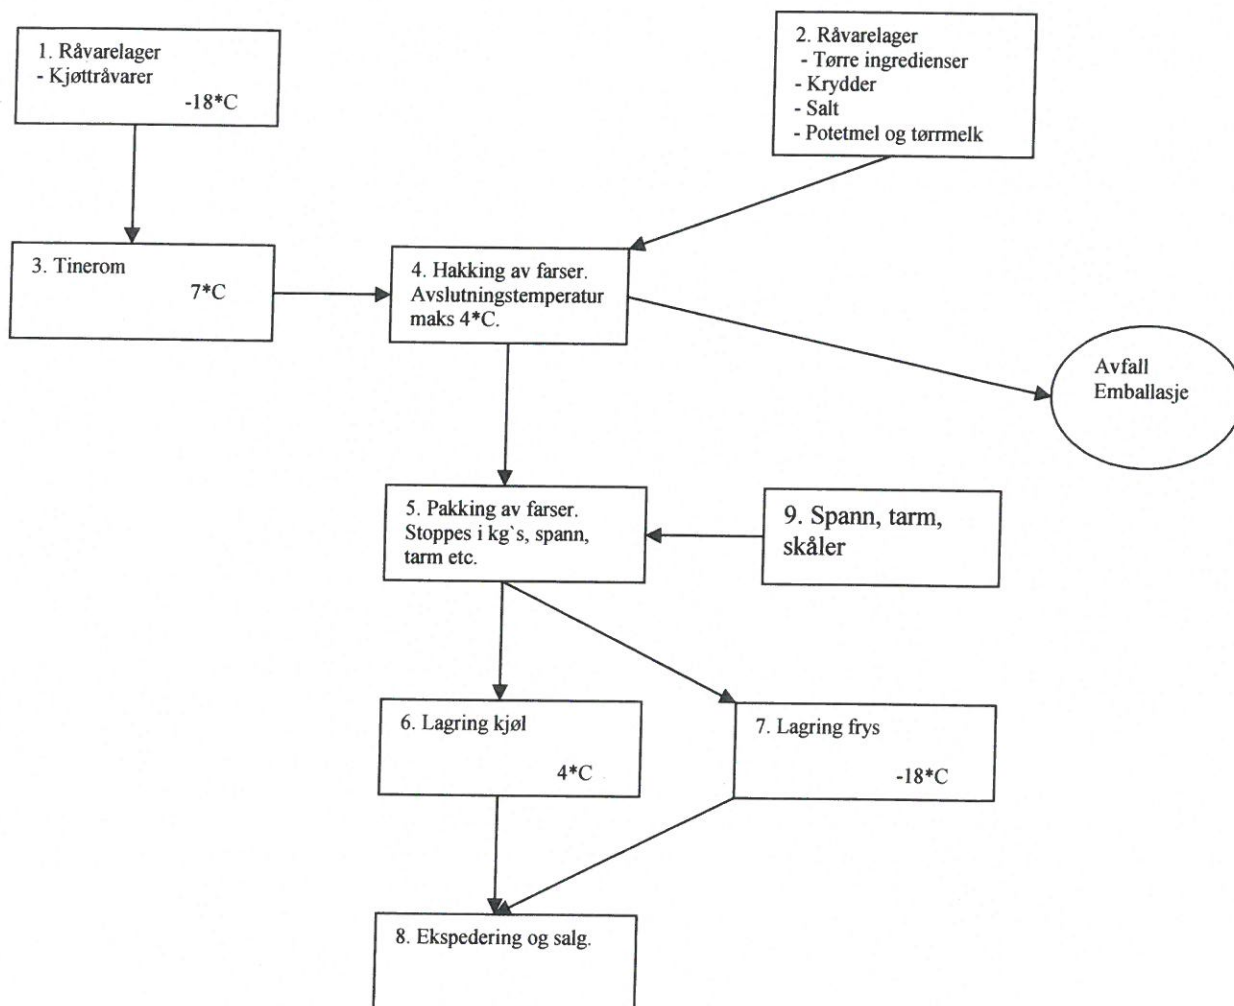 1. Råvarelager
- Kjøttråvarer
-18*C
2. Råvarelager
- Tørre ingredienser
- Krydder
- Salt
- Potetmel og tørrmelk
3. Tinerom
7*C
4. Hakking av farser.
Avslutningstemperatur
maks 4*C.
Avfall
Emballasje
5. Pakking av farser.
Stoppes i kg`s, spann,
tarm etc.
9. Spann, tarm,
skåler
6. Lagring kjøl
4*C
7. Lagring frys
-18*C
8. Ekspedering og salg.